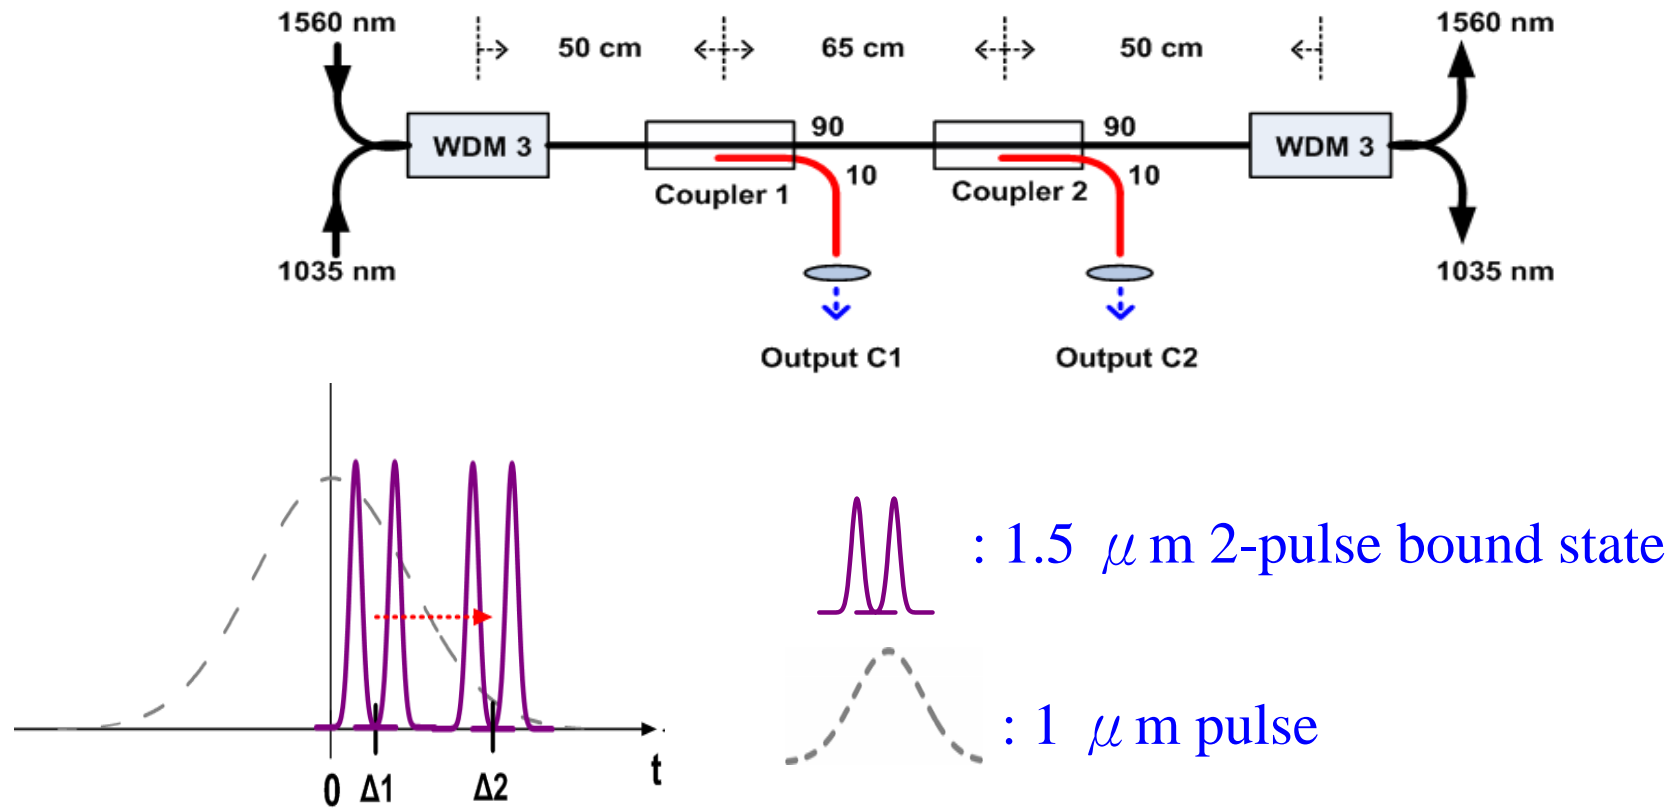 1560 nm
1560 nm
50 cm
65 cm
50 cm
WDM 3
90
90
WDM 3
10
10
Coupler 1
Coupler 2
1035 nm
1035 nm
Output C1
Output C2
: 1.5 μ m 2-pulse bound state
: 1 μ m pulse
t
0
Δ1
Δ2